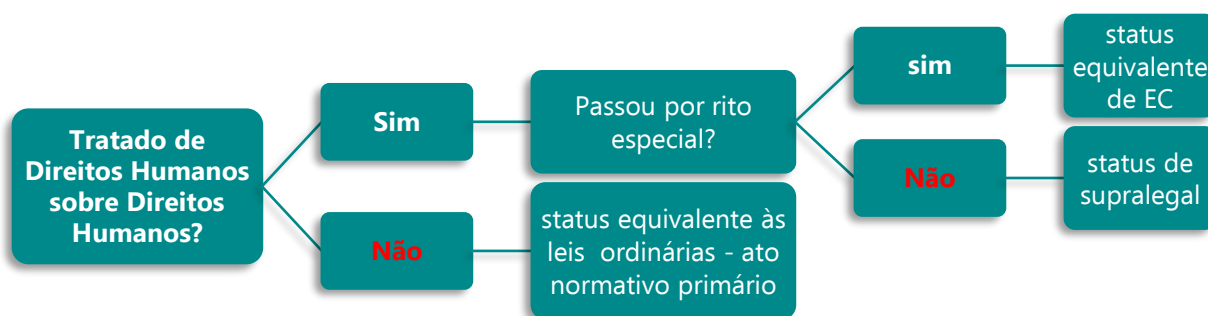 Tratado de
Direitos Humanos
sobre Direitos
Humanos?
Sim
Passou por rito
especial?
sim
status
equivalente
de EC
Não
status de
supralegal
Não
status equivalente às
leis ordinárias - ato
normativo primário